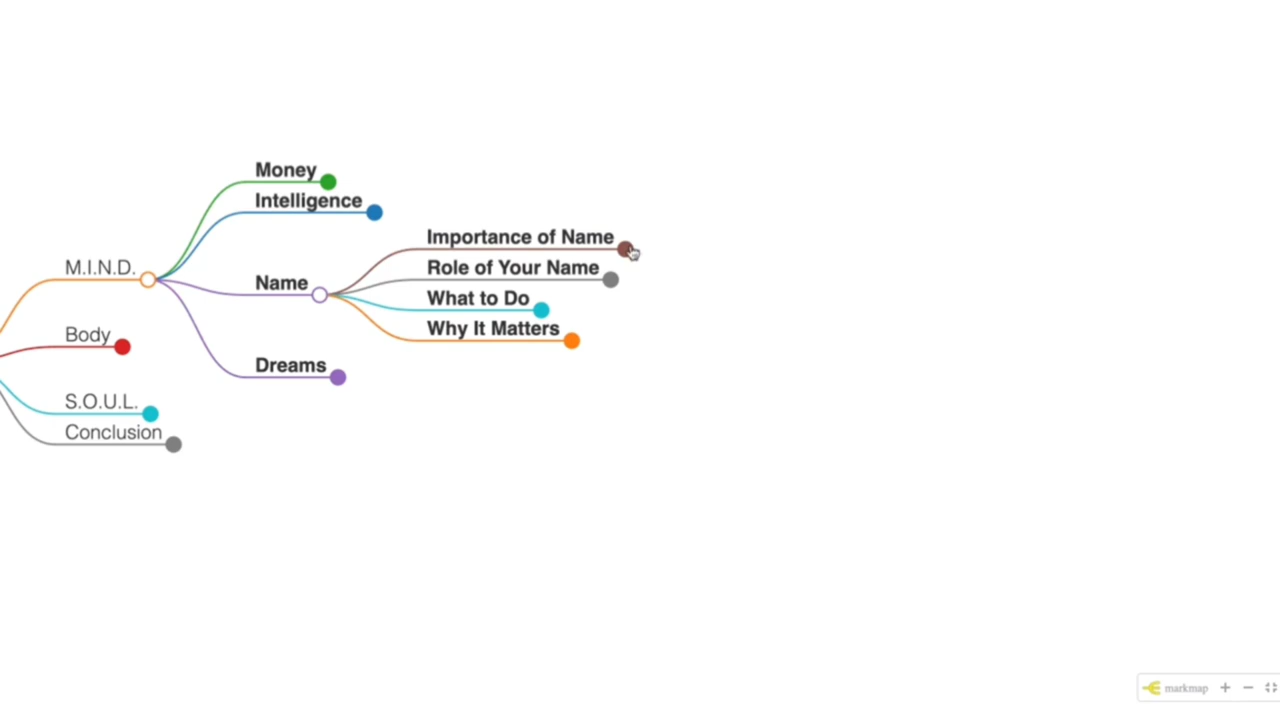 Money
Intelligence
Importance of Name
M.I.N.D.
Role of Your Name
Name
What to Do
Why It Matters
Body
Dreams
S.O.U.L.
Conclusion
markmap + −